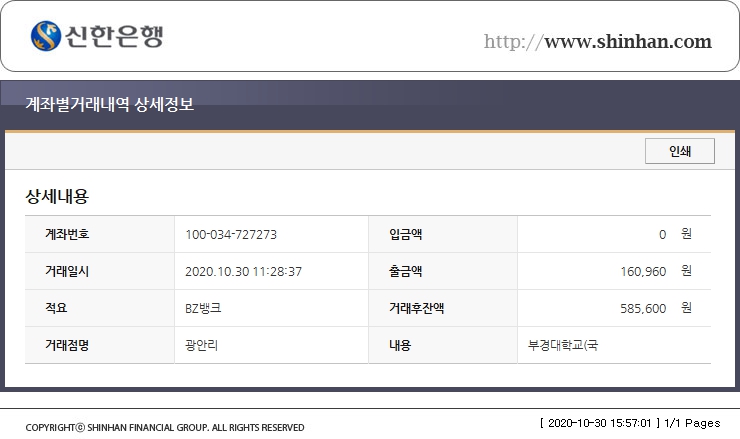 신한은행
http://www.shinhan.com
계좌별거래내역 상세정보
인쇄
상세내용
계좌번호 100-034-727273 입금액 0 원
거래일시 2020.10.30 11:28:37 출금액 160,960 원
적요 BZ뱅크 거래후잔액 585,600 원
거래점명 광안리 내용 부경대학교(국
COPYRIGHTⓒ SHINHAN FINANCIAL GROUP. ALL RIGHTS RESERVED
[ 2020-10-30 15:57:01 ] 1/1 Pages